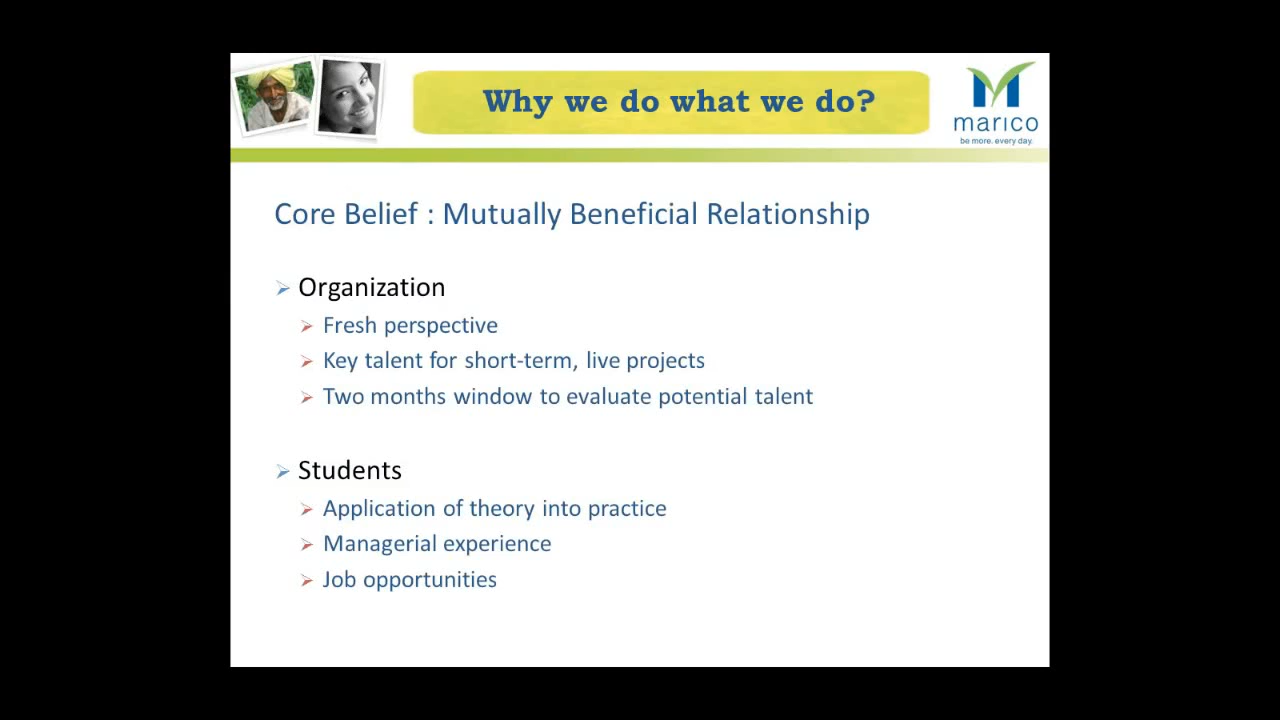 Why we do what we do?
marico
be more. every day.
Core Belief : Mutually Beneficial Relationship
Organization
Fresh perspective
Key talent for short-term, live projects
Two months window to evaluate potential talent
Students
Application of theory into practice
Managerial experience
Job opportunities